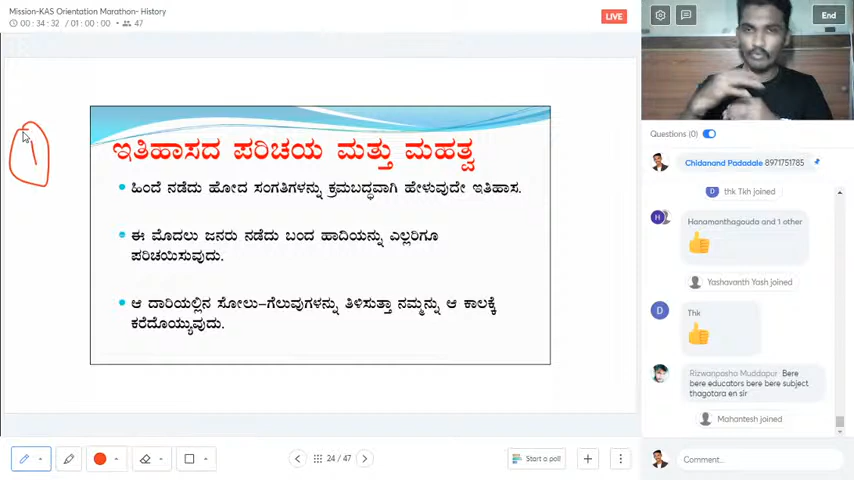 Mission-KAS Orientation Marathon- History
00 : 34 : 32 / 01 : 00 : 00 • 47
LIVE
End
೧
ಇತಿಹಾಸದ ಪರಿಚಯ ಮತ್ತು ಮಹತ್ವ
• ಹಿಂದೆ ನಡೆದು ಹೋದ ಸಂಗತಿಗಳನ್ನು ಕ್ರಮಬದ್ಧವಾಗಿ ಹೇಳುವುದೇ ಇತಿಹಾಸ.
• ಈ ಮೊದಲು ಜನರು ನಡೆದು ಬಂದ ಹಾದಿಯನ್ನು ಎಲ್ಲರಿಗೂ
ಪರಿಚಯಿಸುವುದು.
• ಆ ದಾರಿಯಲ್ಲಿನ ಸೋಲು-ಗೆಲುವುಗಳನ್ನು ತಿಳಿಸುತ್ತಾ ನಮ್ಮನ್ನು ಆ ಕಾಲಕ್ಕೆ
ಕರೆದೊಯ್ಯುವುದು.
Questions (0)
Chidanand Padadale 8971751785
D thk Tkh joined
H Hanamanthagouda and 1 other
Yashavanth Yash joined
D Thk
Rizwanpasha Muddapur Bere
bere educators bere bere subject
thagotara en sir
Mahantesh joined
24 / 47
Start a poll
Comment...